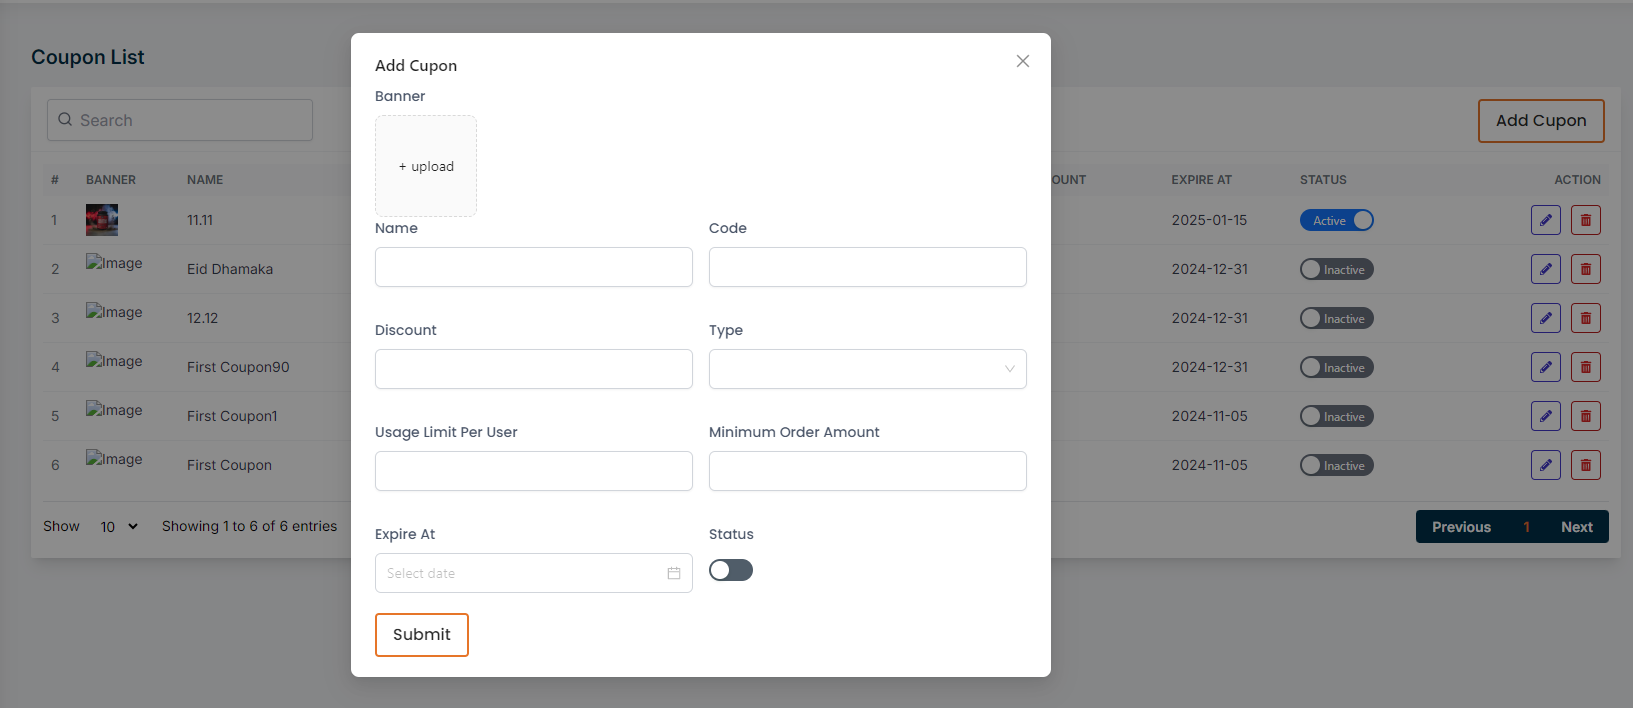 Coupon List
Search
Add Cupon
# BANNER NAME OUNT EXPIRE AT STATUS ACTION
1 11.11 2025-01-15 Active
2 Image Eid Dhamaka 2024-12-31 Inactive
3 Image 12.12 2024-12-31 Inactive
4 Image First Coupon90 2024-12-31 Inactive
5 Image First Coupon1 2024-11-05 Inactive
6 Image First Coupon 2024-11-05 Inactive
Show 10 Showing 1 to 6 of 6 entries Previous 1 Next
Add Cupon
Banner
+ upload
Name Code
Discount Type
Usage Limit Per User Minimum Order Amount
Expire At Status
Select date
Submit